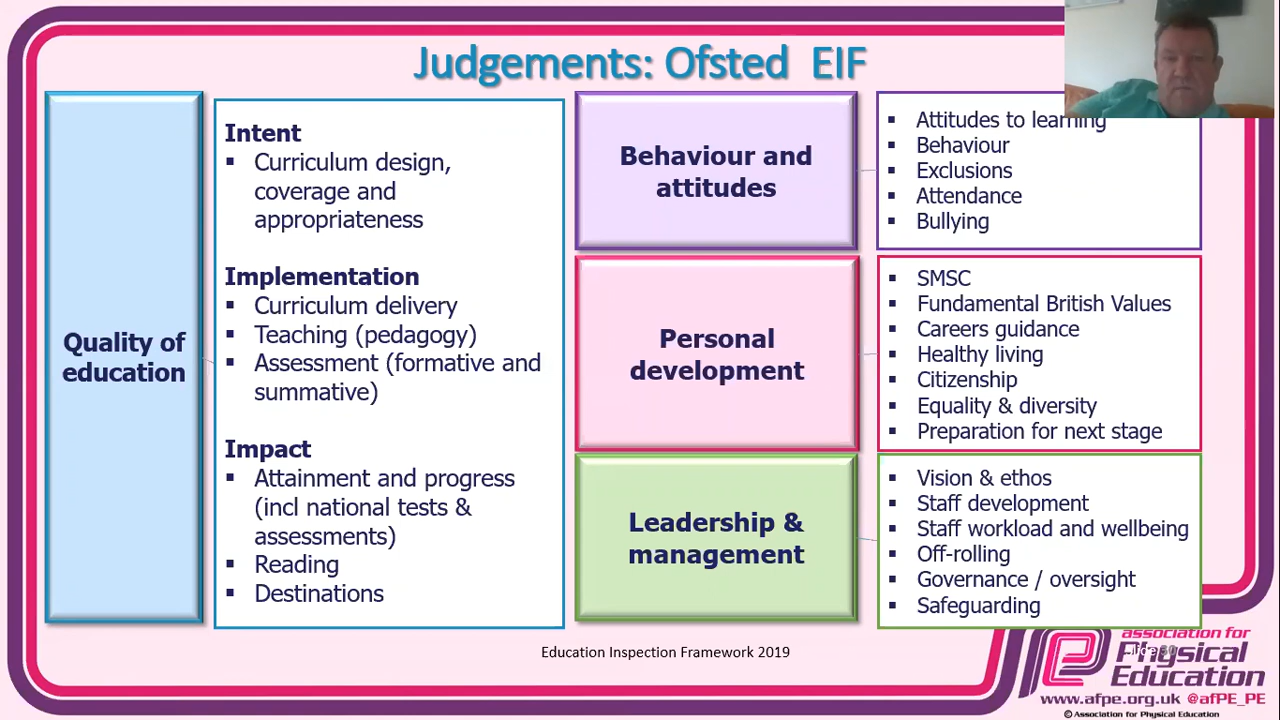 Judgements: Ofsted EIF
Quality of
education
Intent
▪ Curriculum design,
coverage and
appropriateness
Implementation
▪ Curriculum delivery
▪ Teaching (pedagogy)
▪ Assessment (formative and
summative)
Impact
▪ Attainment and progress
(incl national tests &
assessments)
▪ Reading
▪ Destinations
Behaviour and
attitudes
▪ Attitudes to learning
▪ Behaviour
▪ Exclusions
▪ Attendance
▪ Bullying
Personal
development
▪ SMSC
▪ Fundamental British Values
▪ Careers guidance
▪ Healthy living
▪ Citizenship
▪ Equality & diversity
▪ Preparation for next stage
Leadership &
management
▪ Vision & ethos
▪ Staff development
▪ Staff workload and wellbeing
▪ Off-rolling
▪ Governance / oversight
▪ Safeguarding
Education Inspection Framework 2019
association for
Physical
Education
www.afpe.org.uk @afPE_PE
© Association for Physical Education